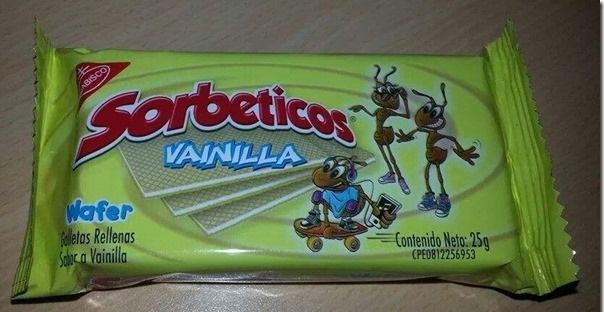 NABISCO
Sorbeticos®
VAINILLA
Wafer
Galletas Rellenas
Sabor a Vainilla
Contenido Neto: 25g
CPE0812256953